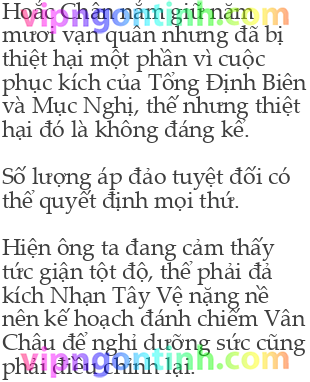 Hoắc Chân nắm giữ năm
mươi vạn quân nhưng đã bị
thiệt hại một phần vì cuộc
phục kích của Tổng Định Biên
và Mục Nghị, thế nhưng thiệt
hại đó là không đáng kể.
Số lượng áp đảo tuyệt đối có
thể quyết định mọi thứ.
Hiện ông ta đang cảm thấy
tức giận tột độ, thể phải đả
kích Nhạn Tây Vệ nặng nề
nên kế hoạch đánh chiếm Vân
Châu để nghỉ dưỡng sức cũng
phải điều chỉnh lại.
vipngontinh.com
vipngontinh.com